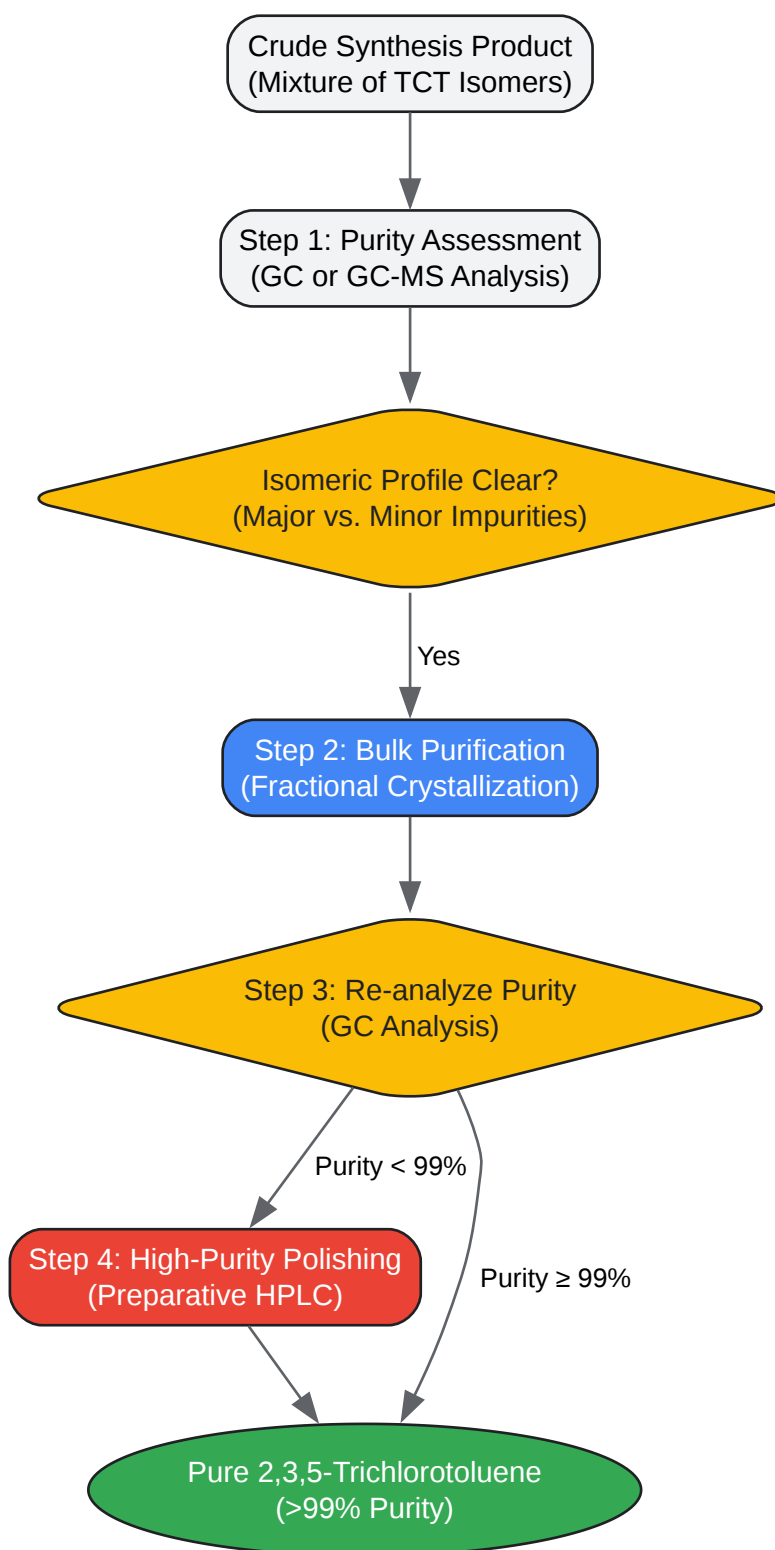 Crude Synthesis Product
(Mixture of TCT Isomers)
Step 1: Purity Assessment
(GC or GC-MS Analysis)
Isomeric Profile Clear?
(Major vs. Minor Impurities)
Yes
Step 2: Bulk Purification
(Fractional Crystallization)
Step 3: Re-analyze Purity
(GC Analysis)
Purity < 99%
Step 4: High-Purity Polishing
(Preparative HPLC)
Purity ≥ 99%
Pure 2,3,5-Trichlorotoluene
(>99% Purity)